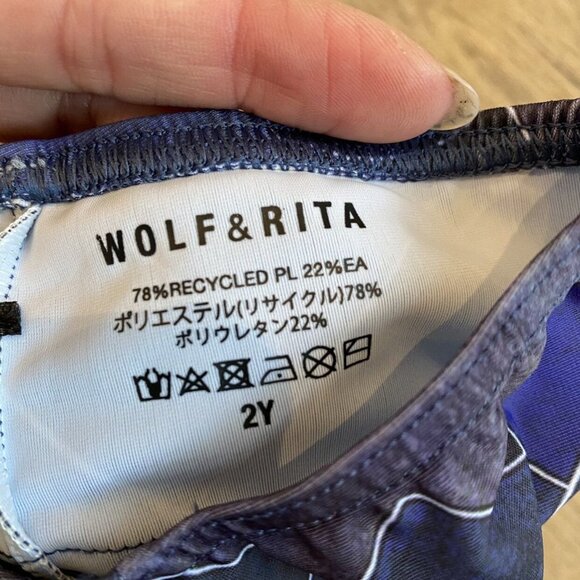 WOLF&RITA
78%RECYCLED PL 22%EA
ポリエステル(リサイクル)78%
ポリウレタン22%
2Y